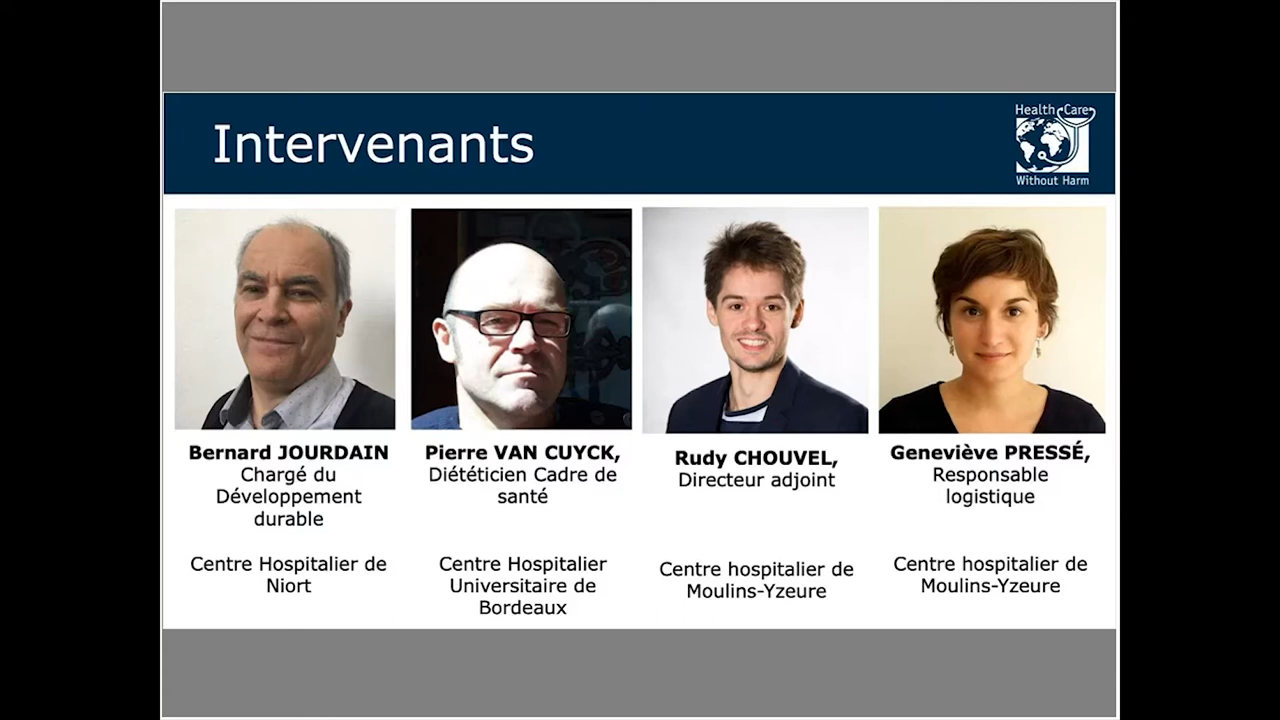 Intervenants
Health Care
Without Harm
Bernard JOURDAIN
Chargé du
Développement
durable
Centre Hospitalier de
Niort
Pierre VAN CUYCK,
Diététicien Cadre de
santé
Centre Hospitalier
Universitaire de
Bordeaux
Rudy CHOUVEL,
Directeur adjoint
Centre hospitalier de
Moulins-Yzeure
Geneviève PRESSÉ,
Responsable
logistique
Centre hospitalier de
Moulins-Yzeure